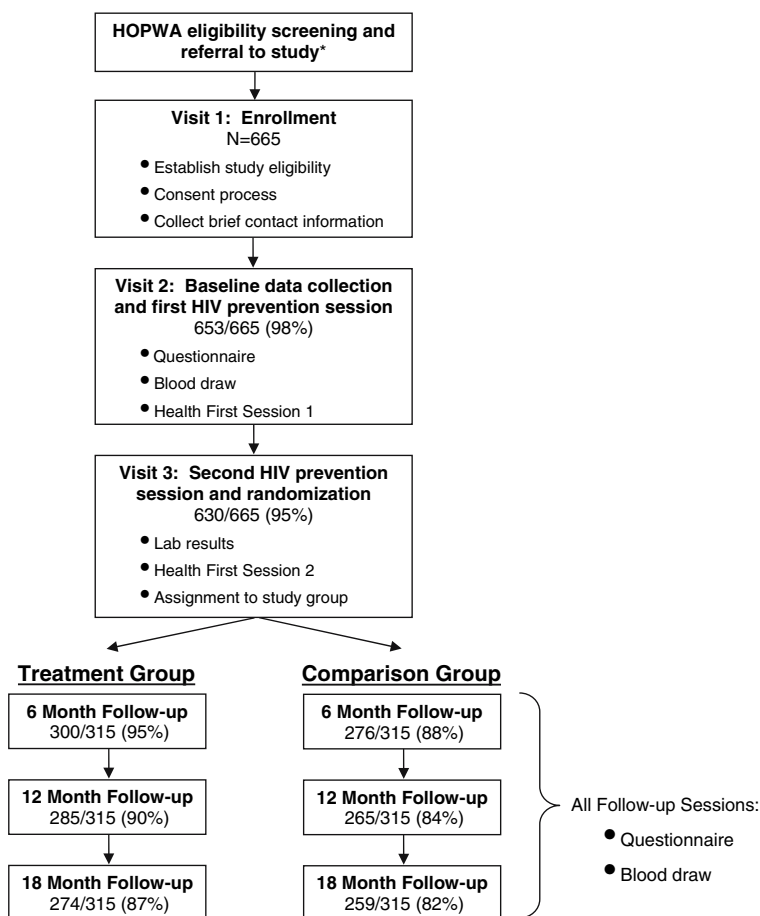 HOPWA eligibility screening and
referral to study*
Visit 1: Enrollment
N=665
● Establish study eligibility
● Consent process
● Collect brief contact information
Visit 2: Baseline data collection
and first HIV prevention session
653/665 (98%)
● Questionnaire
● Blood draw
● Health First Session 1
Visit 3: Second HIV prevention
session and randomization
630/665 (95%)
● Lab results
● Health First Session 2
● Assignment to study group
Treatment Group
6 Month Follow-up
300/315 (95%)
12 Month Follow-up
285/315 (90%)
18 Month Follow-up
274/315 (87%)
Comparison Group
6 Month Follow-up
276/315 (88%)
12 Month Follow-up
265/315 (84%)
18 Month Follow-up
259/315 (82%)
All Follow-up Sessions:
● Questionnaire
● Blood draw